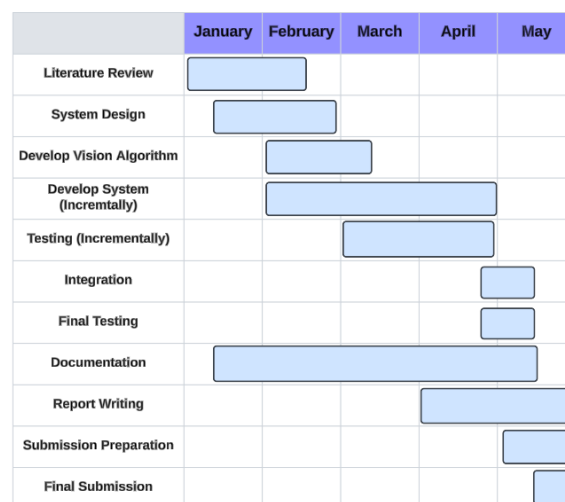 January February March April May
Literature Review
System Design
Develop Vision Algorithm
Develop System
(Incremtally)
Testing (Incrementally)
Integration
Final Testing
Documentation
Report Writing
Submission Preparation
Final Submission